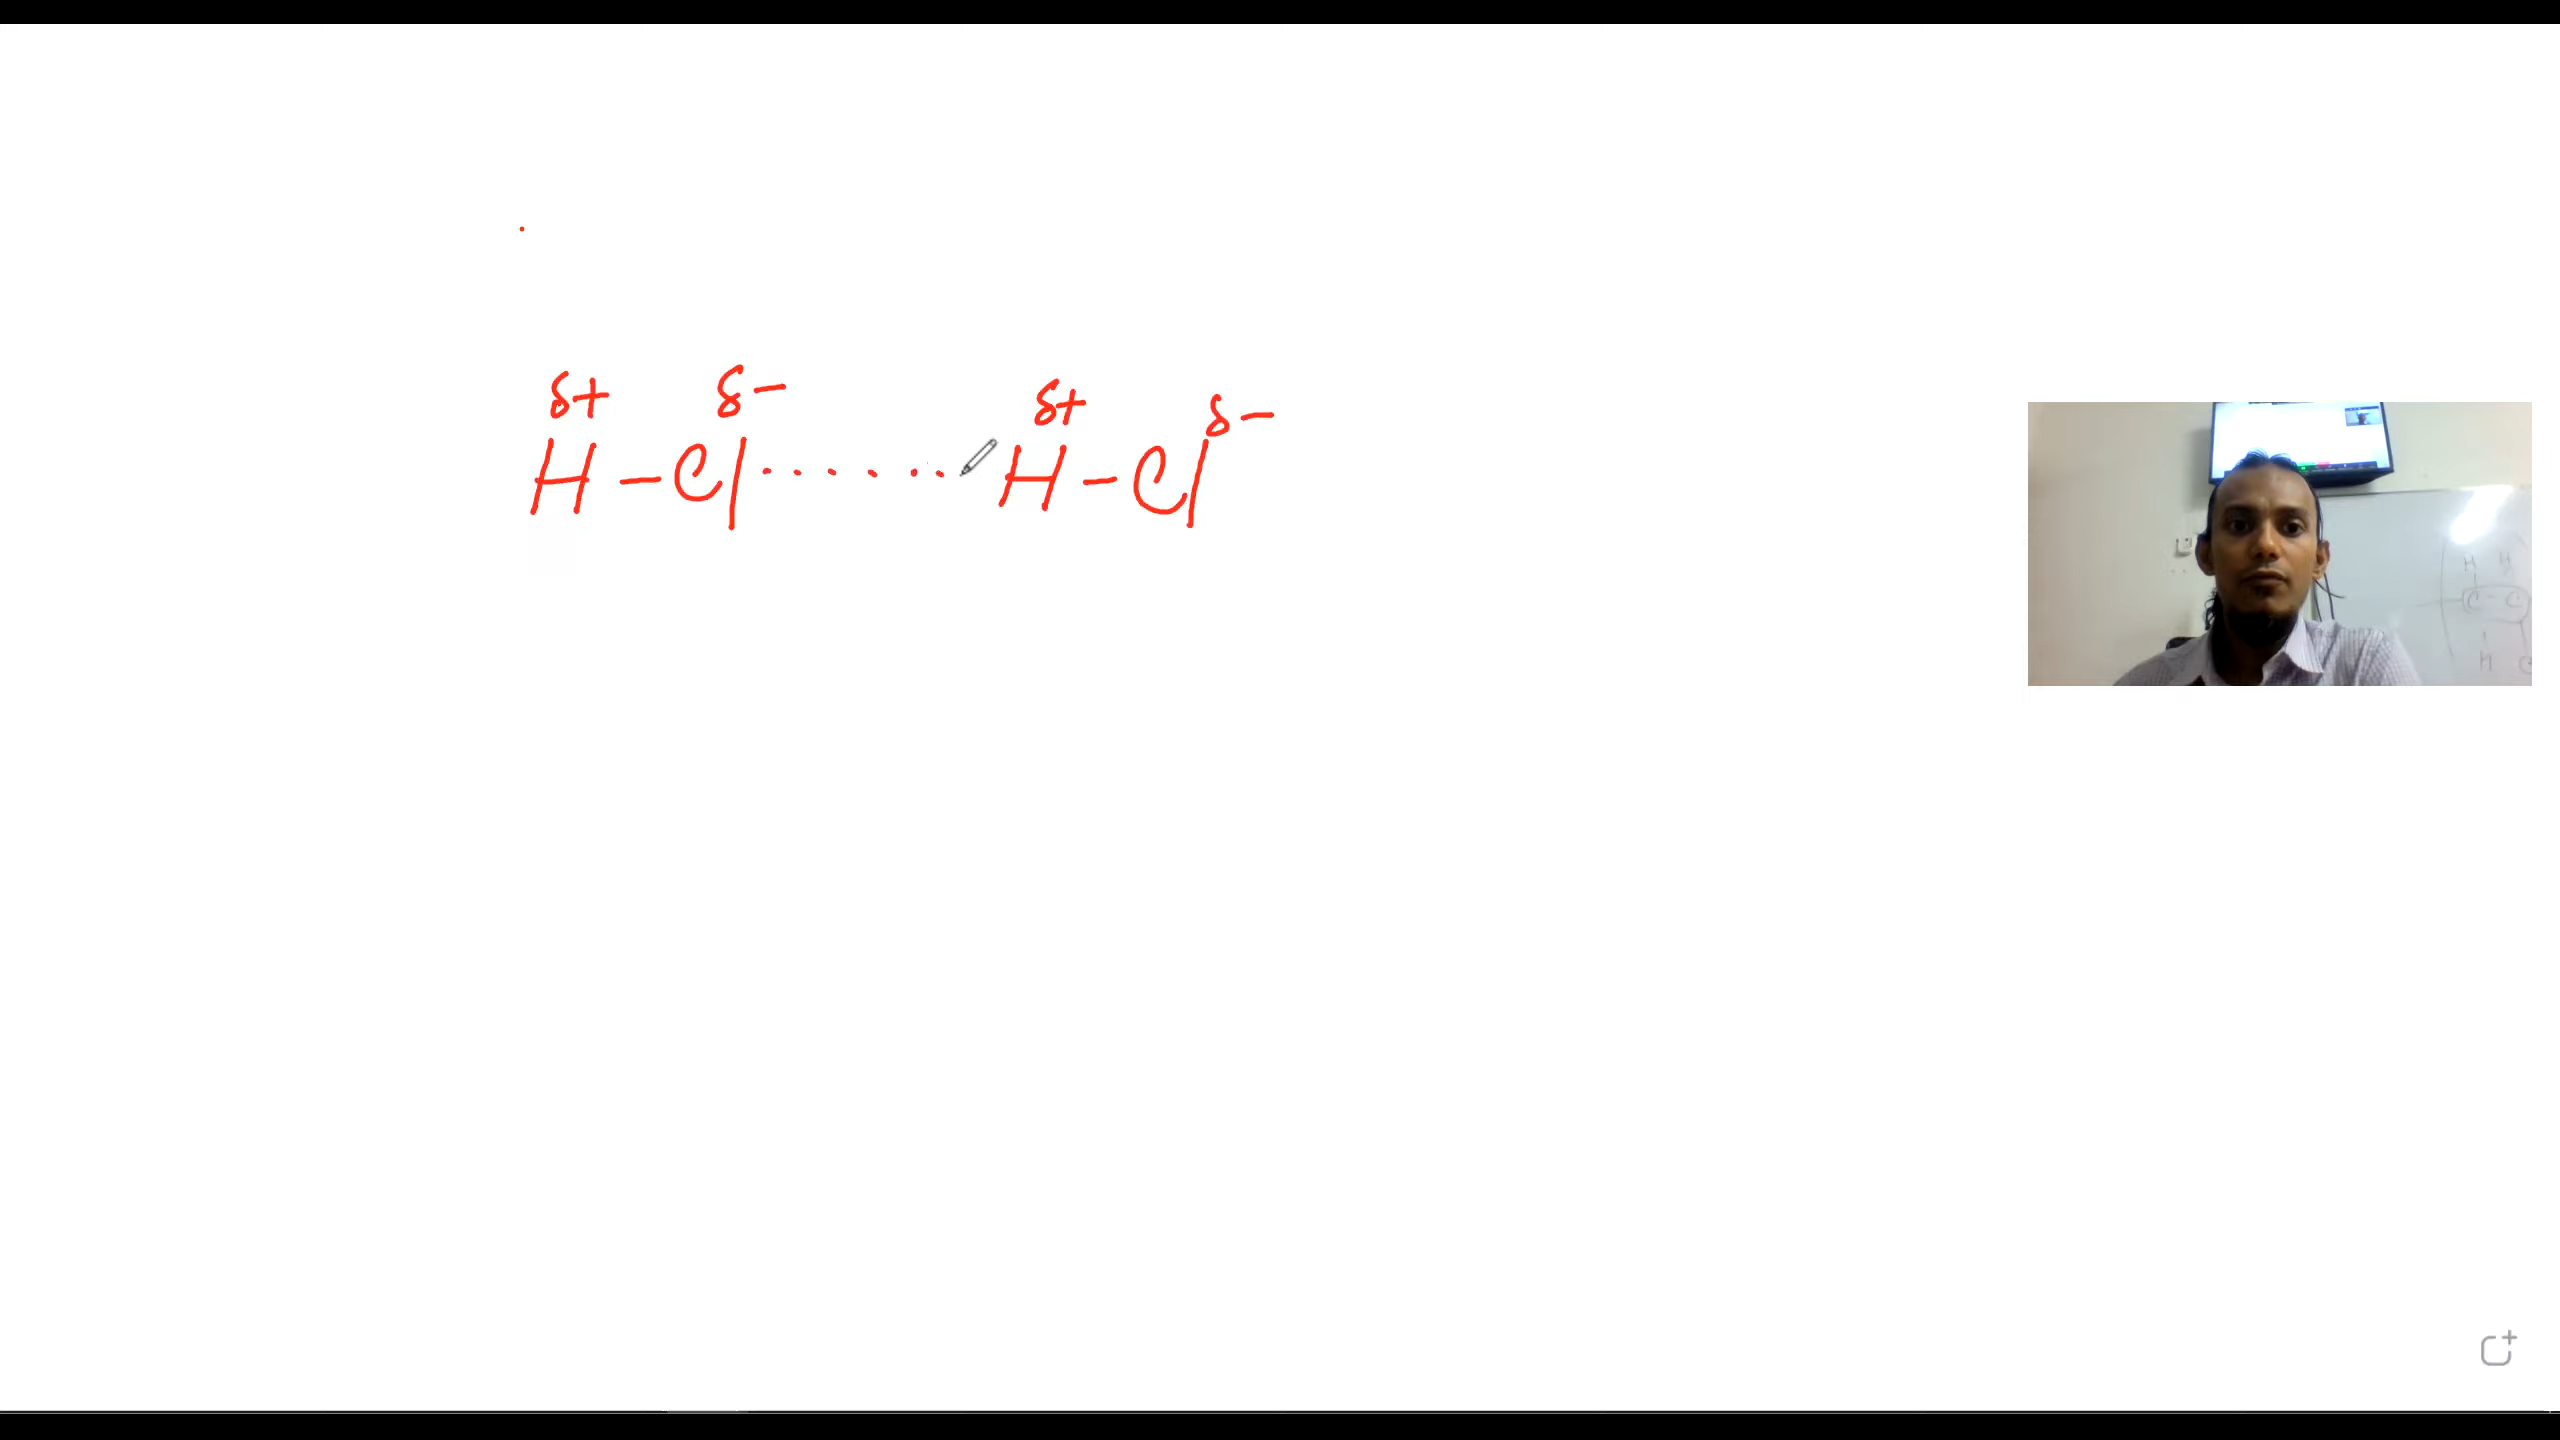 δ+ δ- δ+ δ-
H-Cl......H-Cl
H H
C-C
H